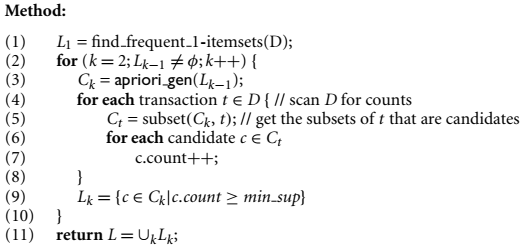 Method:
(1) L₁ = find_frequent_1-itemsets(D);
(2) for (k = 2; Lₖ₋₁ ≠ ϕ; k++) {
(3) Cₖ = apriori_gen(Lₖ₋₁);
(4) for each transaction t ∈ D { // scan D for counts
(5) Cₜ = subset(Cₖ, t); // get the subsets of t that are candidates
(6) for each candidate c ∈ Cₜ
(7) c.count++;
(8) }
(9) Lₖ = {c ∈ Cₖ|c.count ≥ min_sup}
(10) }
(11) return L = ∪ₖLₖ;